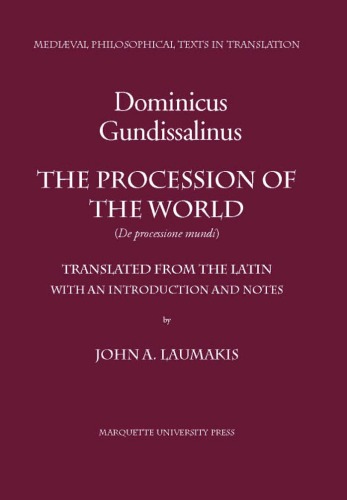 MEDIÆVAL PHILOSOPHICAL TEXTS IN TRANSLATION
Dominicus
Gundissalinus
THE PROCESSION OF
THE WORLD
(De processione mundi)
TRANSLATED FROM THE LATIN
WITH AN INTRODUCTION AND NOTES
by
JOHN A. LAUMAKIS
MARQUETTE UNIVERSITY PRESS